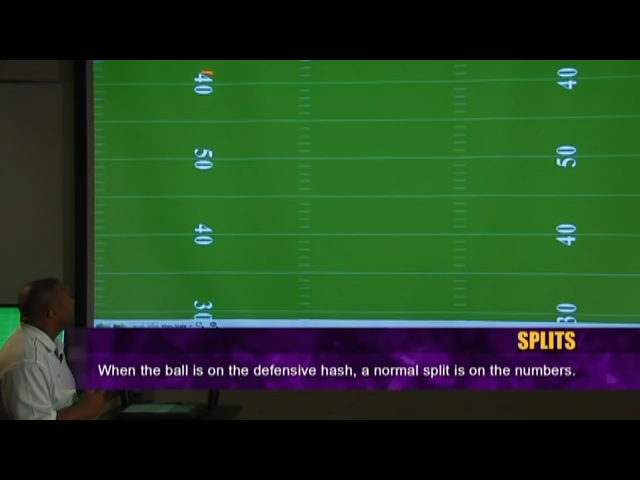 40 40
50 50
40 40
30 30
SPLITS
When the ball is on the defensive hash, a normal split is on the numbers.